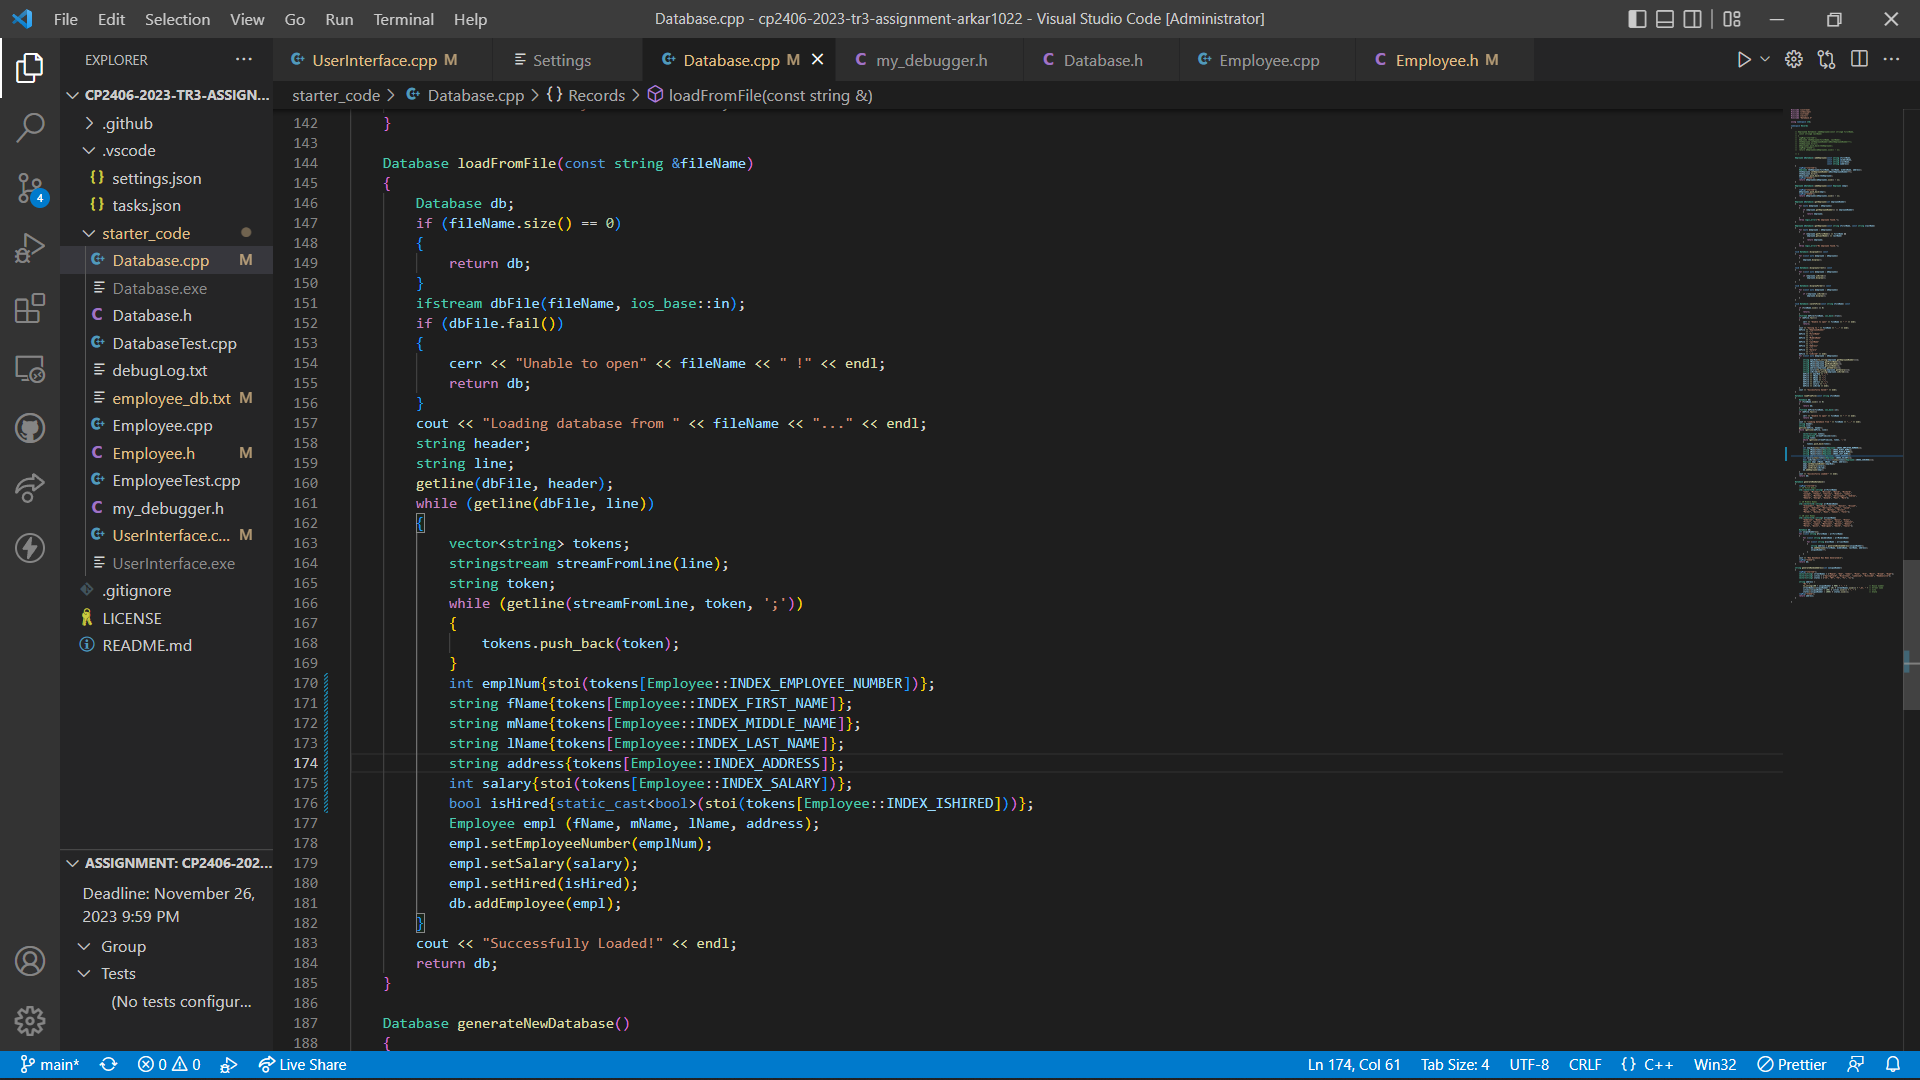 File Edit Selection View Go Run Terminal Help
Database.cpp - cp2406-2023-tr3-assignment-arkar1022 - Visual Studio Code [Administrator]
EXPLORER
UserInterface.cpp M
Settings
Database.cpp M
my_debugger.h
Database.h
Employee.cpp
Employee.h M
CP2406-2023-TR3-ASSIGN...
.github
.vscode
settings.json
tasks.json
starter_code
Database.cpp M
Database.exe
Database.h
DatabaseTest.cpp
debugLog.txt
employee_db.txt M
Employee.cpp
Employee.h M
EmployeeTest.cpp
my_debugger.h
UserInterface.c... M
UserInterface.exe
.gitignore
LICENSE
README.md
4
ASSIGNMENT: CP2406-202...
Deadline: November 26,
2023 9:59 PM
Group
Tests
(No tests configur...
starter_code > Database.cpp > {} Records > loadFromFile(const string &)
142 }
143
144 Database loadFromFile(const string &fileName)
145 {
146 Database db;
147 if (fileName.size() == 0)
148 {
149 return db;
150 }
151 ifstream dbFile(fileName, ios_base::in);
152 if (dbFile.fail())
153 {
154 cerr << "Unable to open" << fileName << " !" << endl;
155 return db;
156 }
157 cout << "Loading database from " << fileName << "..." << endl;
158 string header;
159 string line;
160 getline(dbFile, header);
161 while (getline(dbFile, line))
162 {
163 vector<string> tokens;
164 stringstream streamFromLine(line);
165 string token;
166 while (getline(streamFromLine, token, ';'))
167 {
168 tokens.push_back(token);
169 }
170 int emplNum{stoi(tokens[Employee::INDEX_EMPLOYEE_NUMBER])};
171 string fName{tokens[Employee::INDEX_FIRST_NAME]};
172 string mName{tokens[Employee::INDEX_MIDDLE_NAME]};
173 string lName{tokens[Employee::INDEX_LAST_NAME]};
174 string address{tokens[Employee::INDEX_ADDRESS]};
175 int salary{stoi(tokens[Employee::INDEX_SALARY])};
176 bool isHired{static_cast<bool>(stoi(tokens[Employee::INDEX_ISHIRED]))};
177 Employee empl (fName, mName, lName, address);
178 empl.setEmployeeNumber(emplNum);
179 empl.setSalary(salary);
180 empl.setHired(isHired);
181 db.addEmployee(empl);
182 }
183 cout << "Successfully Loaded!" << endl;
184 return db;
185 }
186
187 Database generateNewDatabase()
188 {
main* 0 0 Live Share Ln 174, Col 61 Tab Size: 4 UTF-8 CRLF {} C++ Win32 Prettier